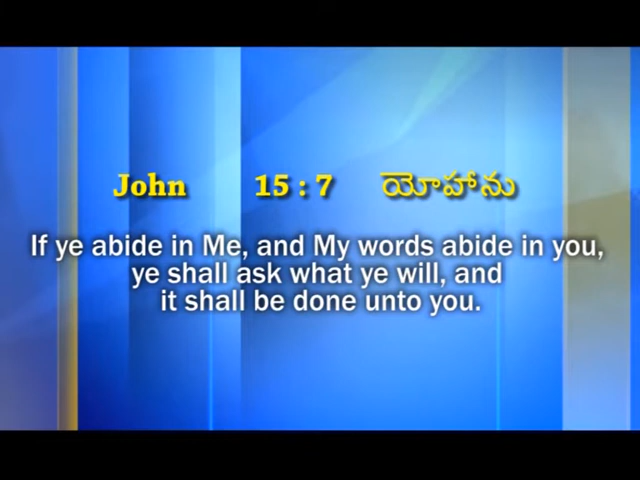 John 15 : 7 యోహాను
If ye abide in Me, and My words abide in you,
ye shall ask what ye will, and
it shall be done unto you.